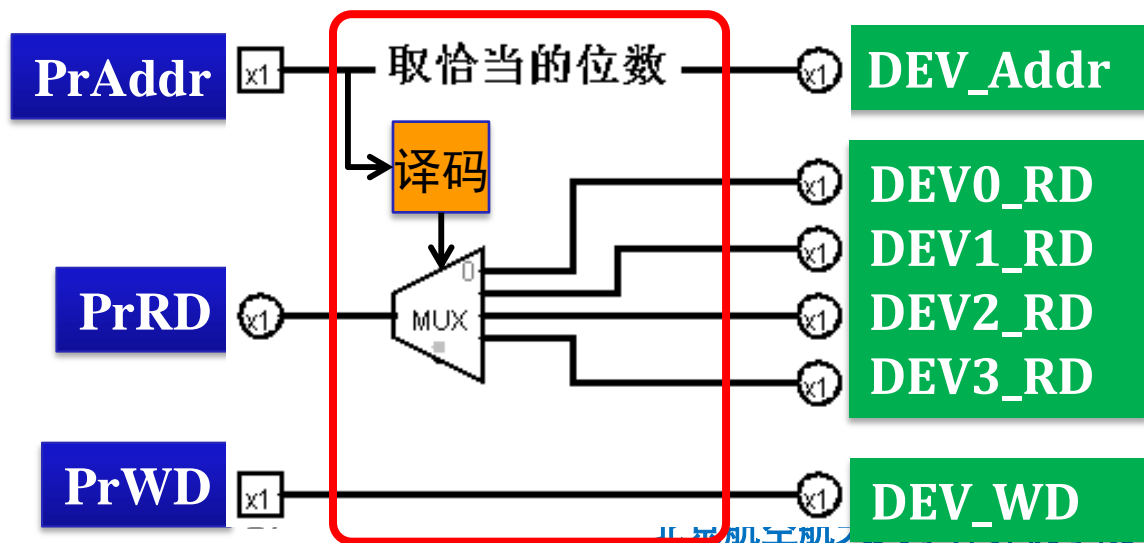 PrAddr x1 取恰当的位数 x1 DEV_Addr
译码
x1 DEV0_RD
x1 DEV1_RD
0
PrRD x1 MUX x1 DEV2_RD
x1 DEV3_RD
PrWD x1 x1 DEV_WD